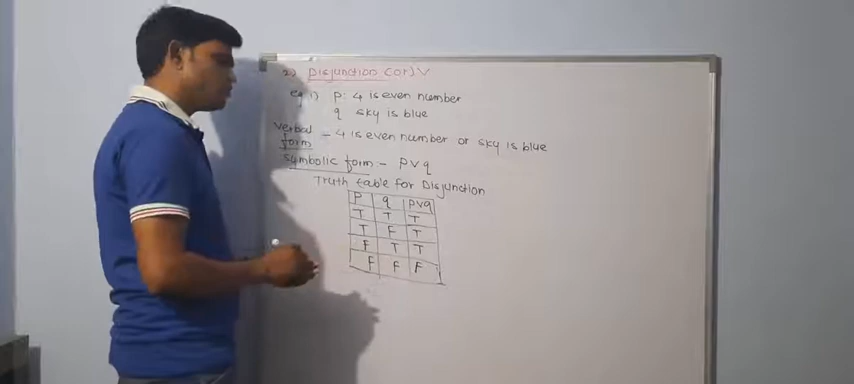 2) Disjunction (or) V
eg 1) P: 4 is even number
q sky is blue
Verbal form - 4 is even number or sky is blue
symbolic form :- P V q
Truth table for Disjunction
P q PVq
T T T
T F T
F T T
F F F